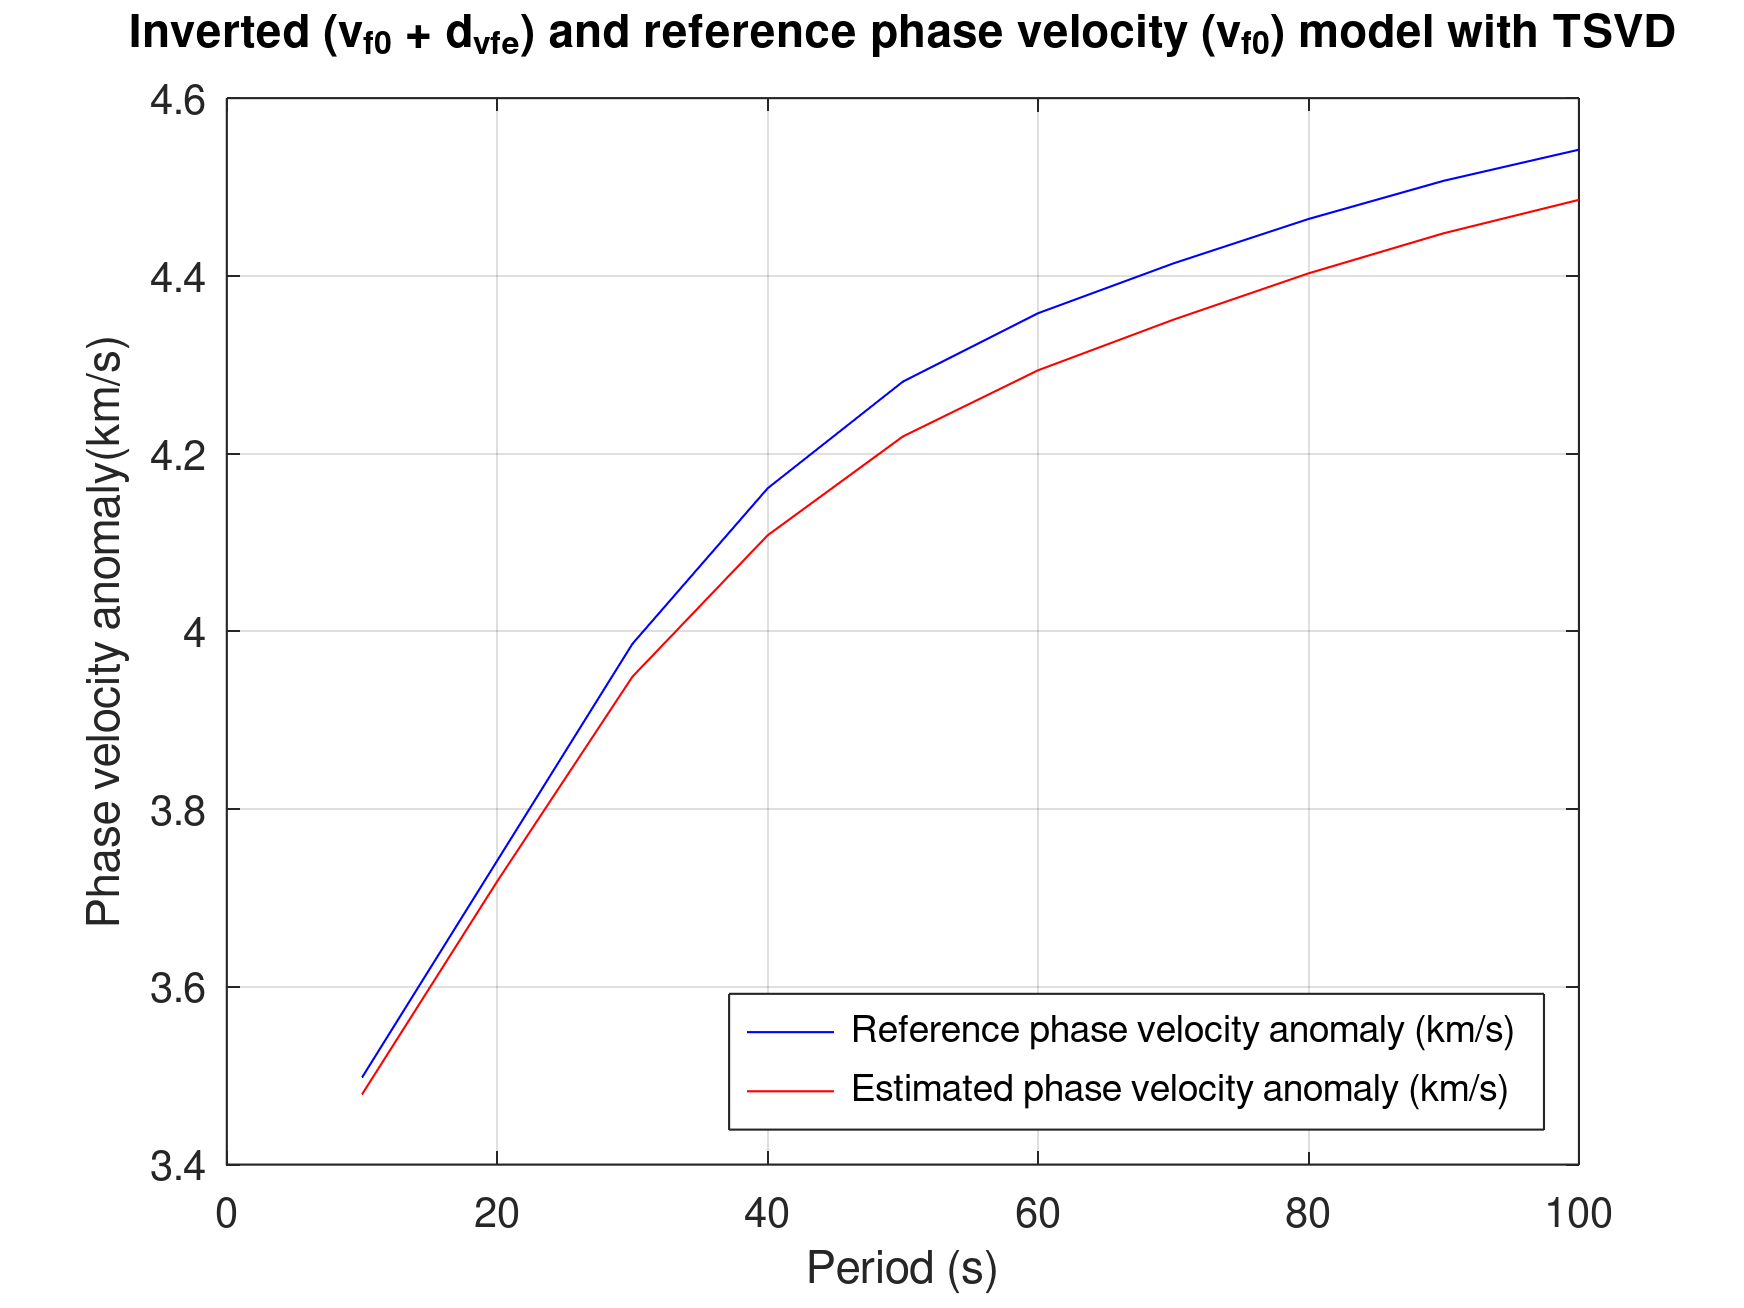 Inverted (vf0 + dvfe) and reference phase velocity (vf0) model with TSVD
4.6
4.4
4.2
4
3.8
3.6
3.4
Phase velocity anomaly(km/s)
Reference phase velocity anomaly (km/s)
Estimated phase velocity anomaly (km/s)
0 20 40 60 80 100
Period (s)